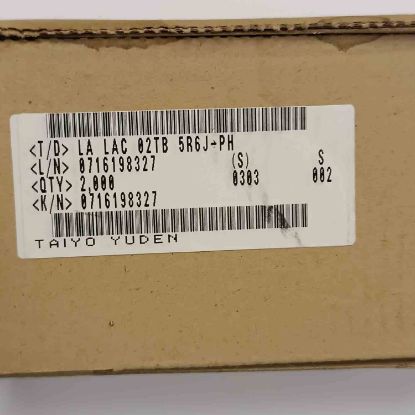 <T/D> LA LAC 02TB 5R6J-PH
<L/N> 0716198327 (S) S
<QTY> 2,000 0303 002
<K/N> 0716198327
TAIYO YUDEN